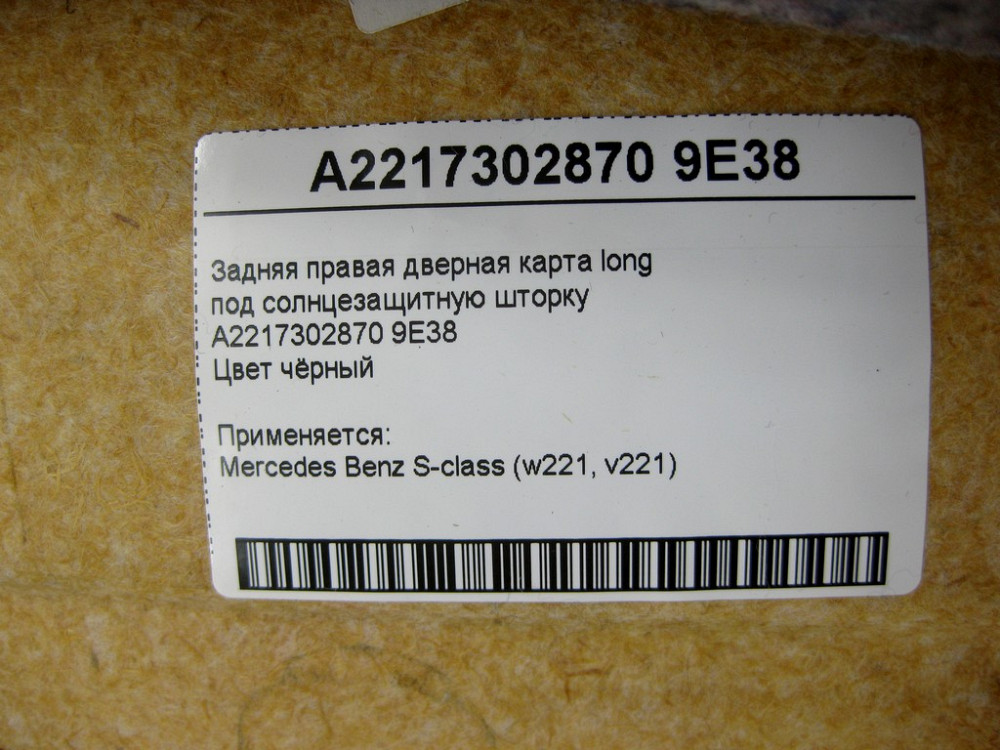 A2217302870 9E38
Задняя правая дверная карта long
под солнцезащитную шторку
A2217302870 9E38
Цвет чёрный
Применяется:
Mercedes Benz S-class (w221, v221)